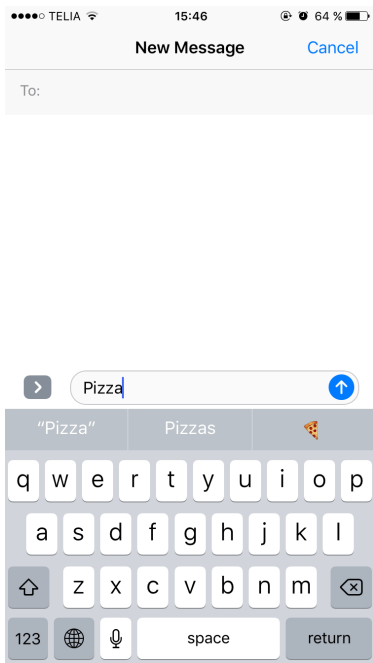 TELIA 15:46 64 %
New Message Cancel
To:
Pizza
“Pizza” Pizzas 🍕
q w e r t y u i o p
a s d f g h j k l
z x c v b n m
123 space return